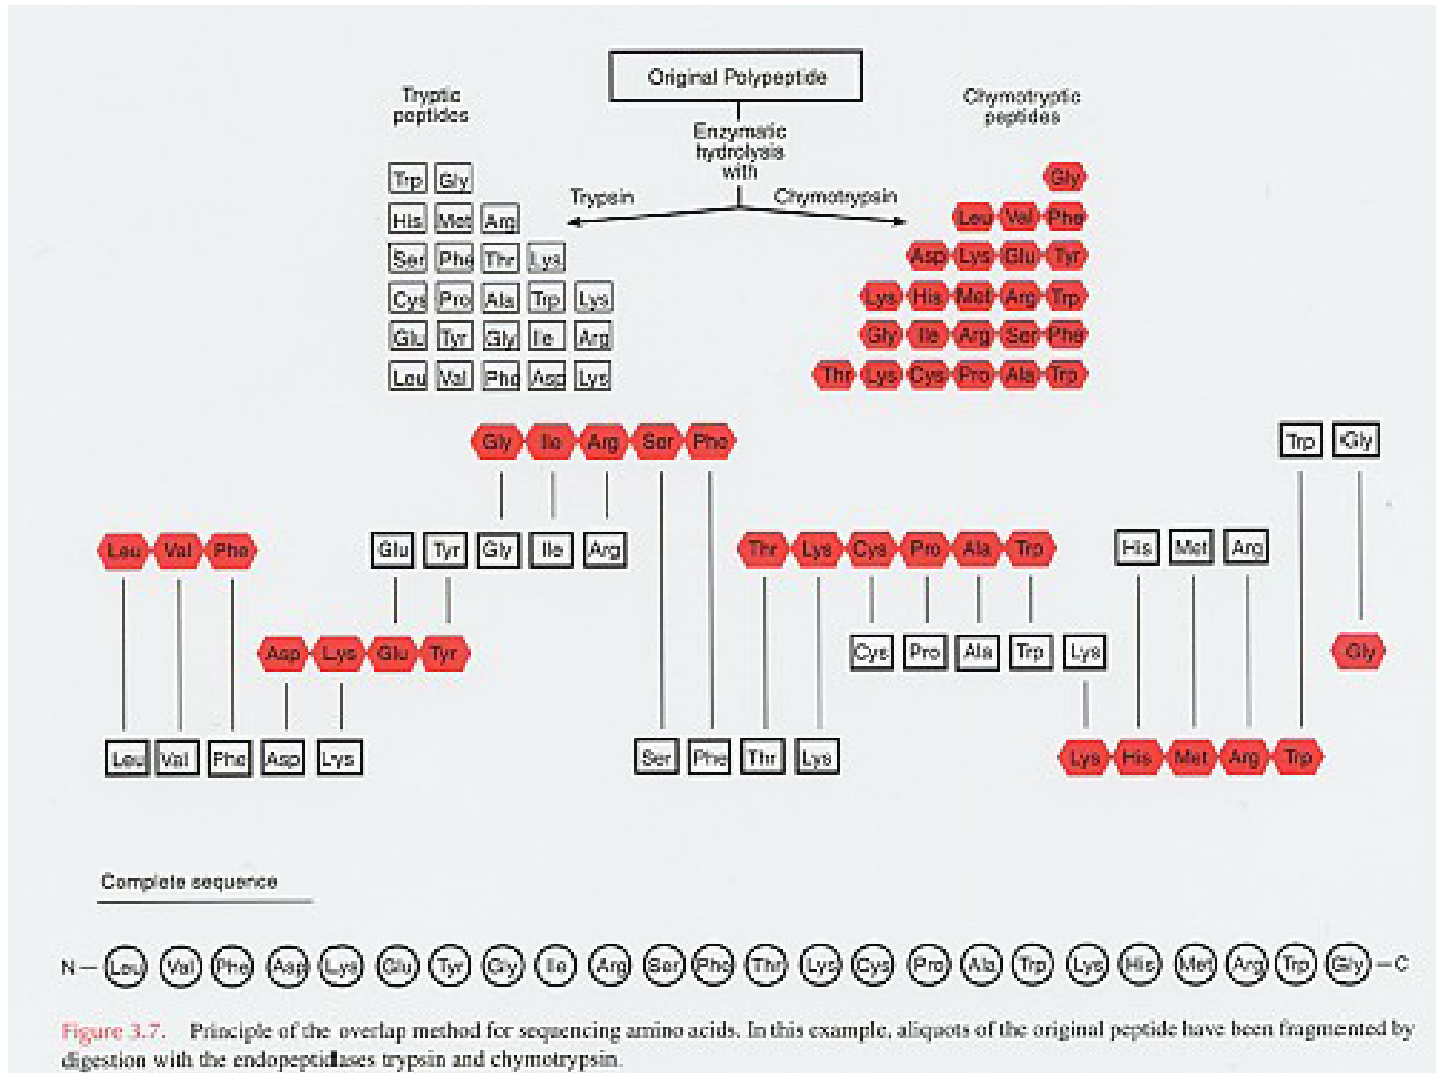 Original Polypeptide
Tryptic
peptides
Chymotryptic
peptides
Enzymatic
hydrolysis
with
Trypsin
Chymotrypsin
Trp Gly
His Met Arg
Ser Phe Thr Lys
Cys Pro Ala Trp Lys
Glu Tyr Gly Ile Arg
Leu Val Phe Asp Lys
Gly
Leu Val Phe
Asp Lys Glu Tyr
Lys His Met Arg Trp
Gly Ile Arg Ser Phe
Thr Lys Cys Pro Ala Trp
Gly Ile Arg Ser Phe Trp Gly
Leu Val Phe Glu Tyr Gly Ile Arg Thr Lys Cys Pro Ala Trp His Met Arg
Asp Lys Glu Tyr Cys Pro Ala Trp Lys Gly
Leu Val Phe Asp Lys Ser Phe Thr Lys Lys His Met Arg Trp
Complete sequence
N — Leu Val Phe Asp Lys Glu Tyr Gly Ile Arg Ser Phe Thr Lys Cys Pro Ala Trp Lys His Met Arg Trp Gly — C
Figure 3.7. Principle of the overlap method for sequencing amino acids. In this example, aliquots of the original peptide have been fragmented by
digestion with the endopeptidases trypsin and chymotrypsin.